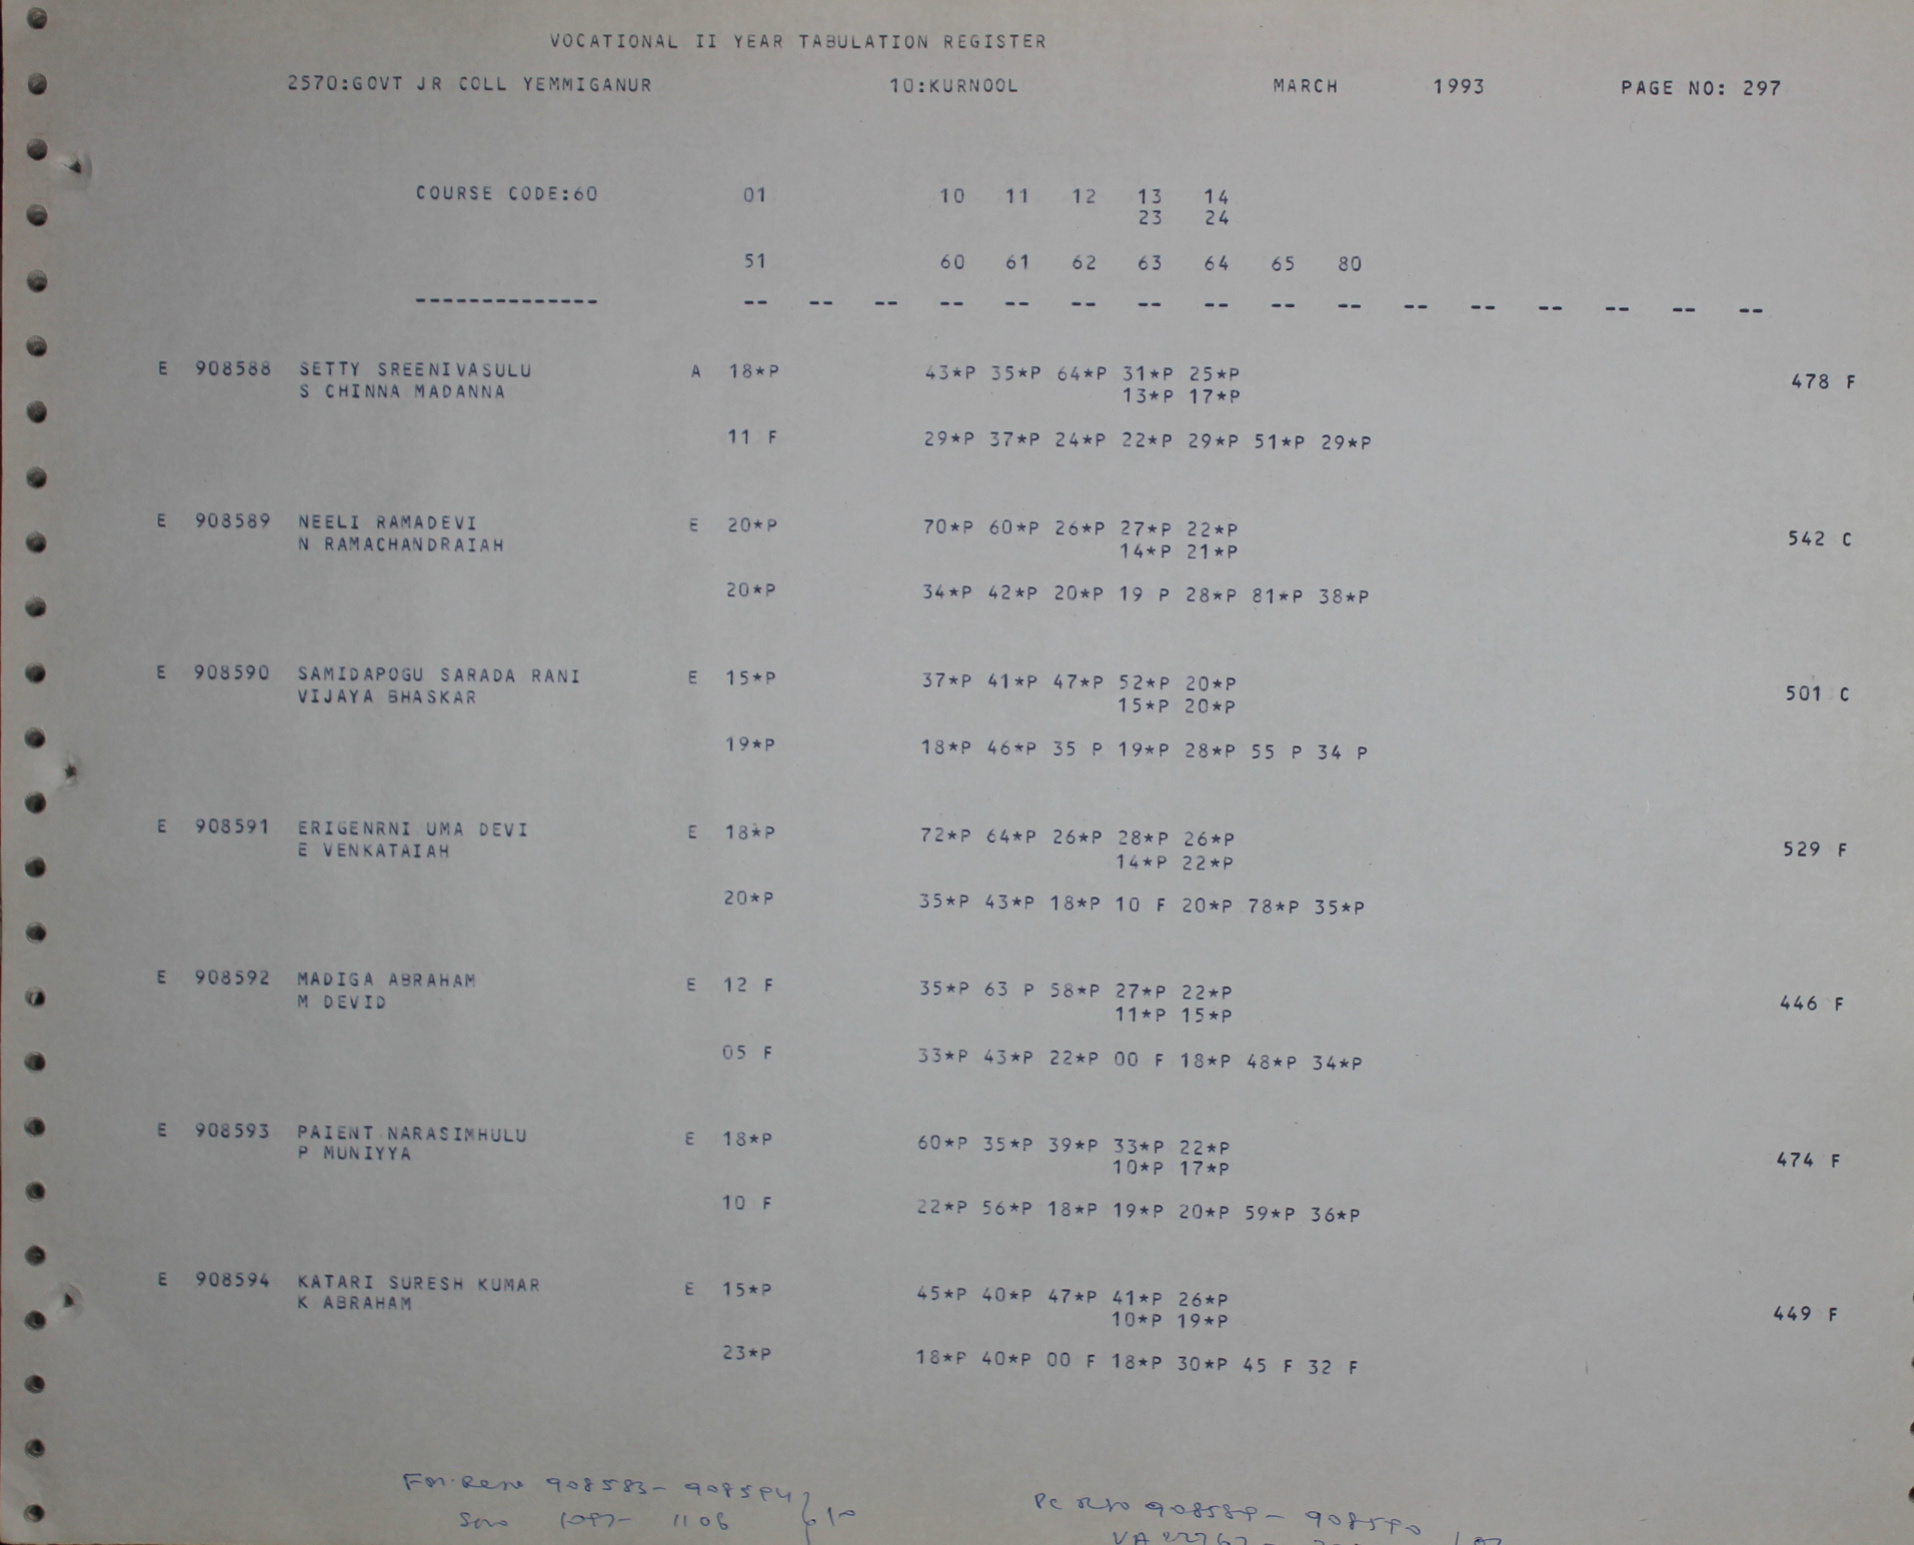 VOCATIONAL II YEAR TABULATION REGISTER
2570:GOVT JR COLL YEMMIGANUR 10:KURNOOL MARCH 1993 PAGE NO: 297
COURSE CODE:60 01 10 11 12 13 14
23 24
51 60 61 62 63 64 65 80
-------------- -- -- -- -- -- -- -- -- -- -- -- -- -- -- -- --
E 908588 SETTY SREENIVASULU A 18*P 43*P 35*P 64*P 31*P 25*P 478 F
S CHINNA MADANNA 13*P 17*P
11 F 29*P 37*P 24*P 22*P 29*P 51*P 29*P
E 908589 NEELI RAMADEVI E 20*P 70*P 60*P 26*P 27*P 22*P 542 C
N RAMACHANDRAIAH 14*P 21*P
20*P 34*P 42*P 20*P 19 P 28*P 81*P 38*P
E 908590 SAMIDAPOGU SARADA RANI E 15*P 37*P 41*P 47*P 52*P 20*P 501 C
VIJAYA BHASKAR 15*P 20*P
19*P 18*P 46*P 35 P 19*P 28*P 55 P 34 P
E 908591 ERIGENRNI UMA DEVI E 18*P 72*P 64*P 26*P 28*P 26*P 529 F
E VENKATAIAH 14*P 22*P
20*P 35*P 43*P 18*P 10 F 20*P 78*P 35*P
E 908592 MADIGA ABRAHAM E 12 F 35*P 63 P 58*P 27*P 22*P 446 F
M DEVID 11*P 15*P
05 F 33*P 43*P 22*P 00 F 18*P 48*P 34*P
E 908593 PAIENT NARASIMHULU E 18*P 60*P 35*P 39*P 33*P 22*P 474 F
P MUNIYYA 10*P 17*P
10 F 22*P 56*P 18*P 19*P 20*P 59*P 36*P
E 908594 KATARI SURESH KUMAR E 15*P 45*P 40*P 47*P 41*P 26*P 449 F
K ABRAHAM 10*P 19*P
23*P 18*P 40*P 00 F 18*P 30*P 45 F 32 F
908583- 908594
1106
PC 908589- 908590